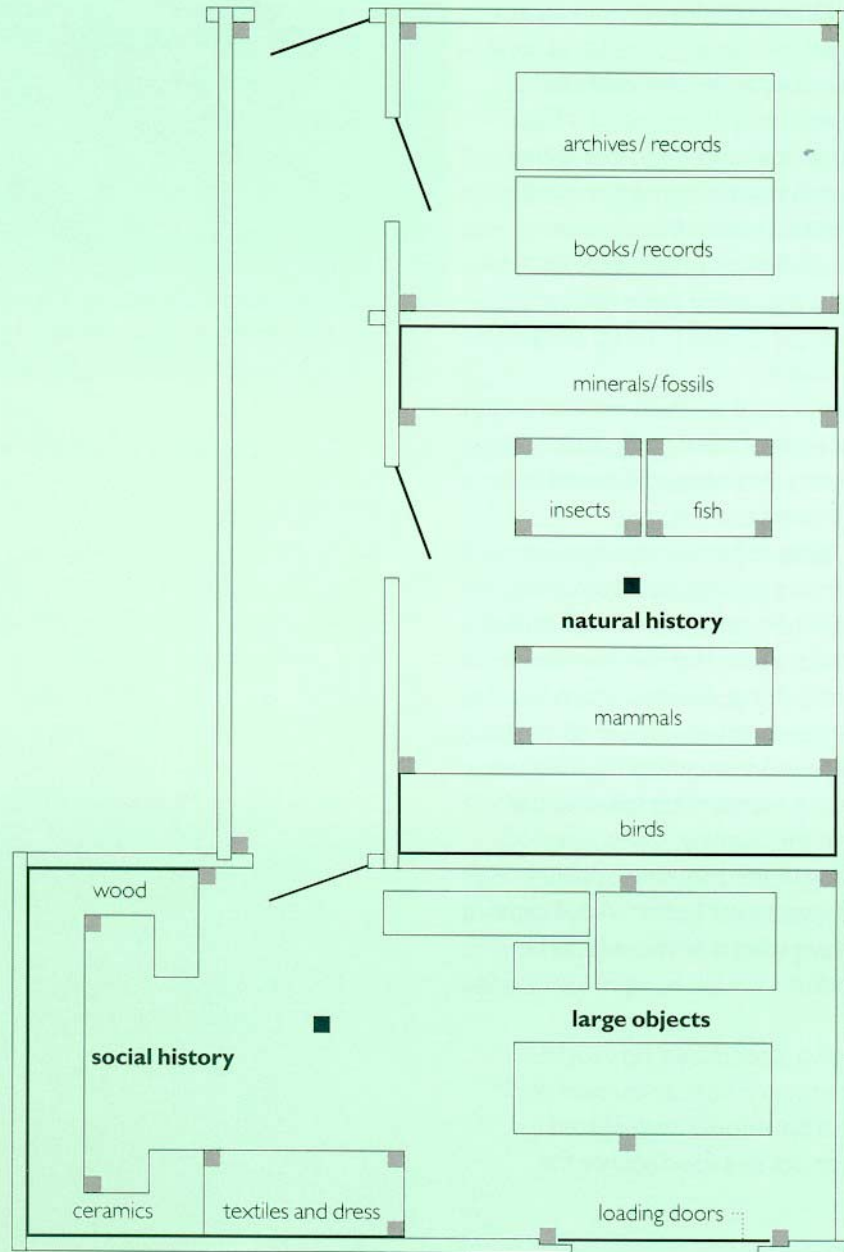 archives/ records
books/ records
minerals/ fossils
insects
fish
natural history
mammals
birds
wood
large objects
social history
ceramics
textiles and dress
loading doors